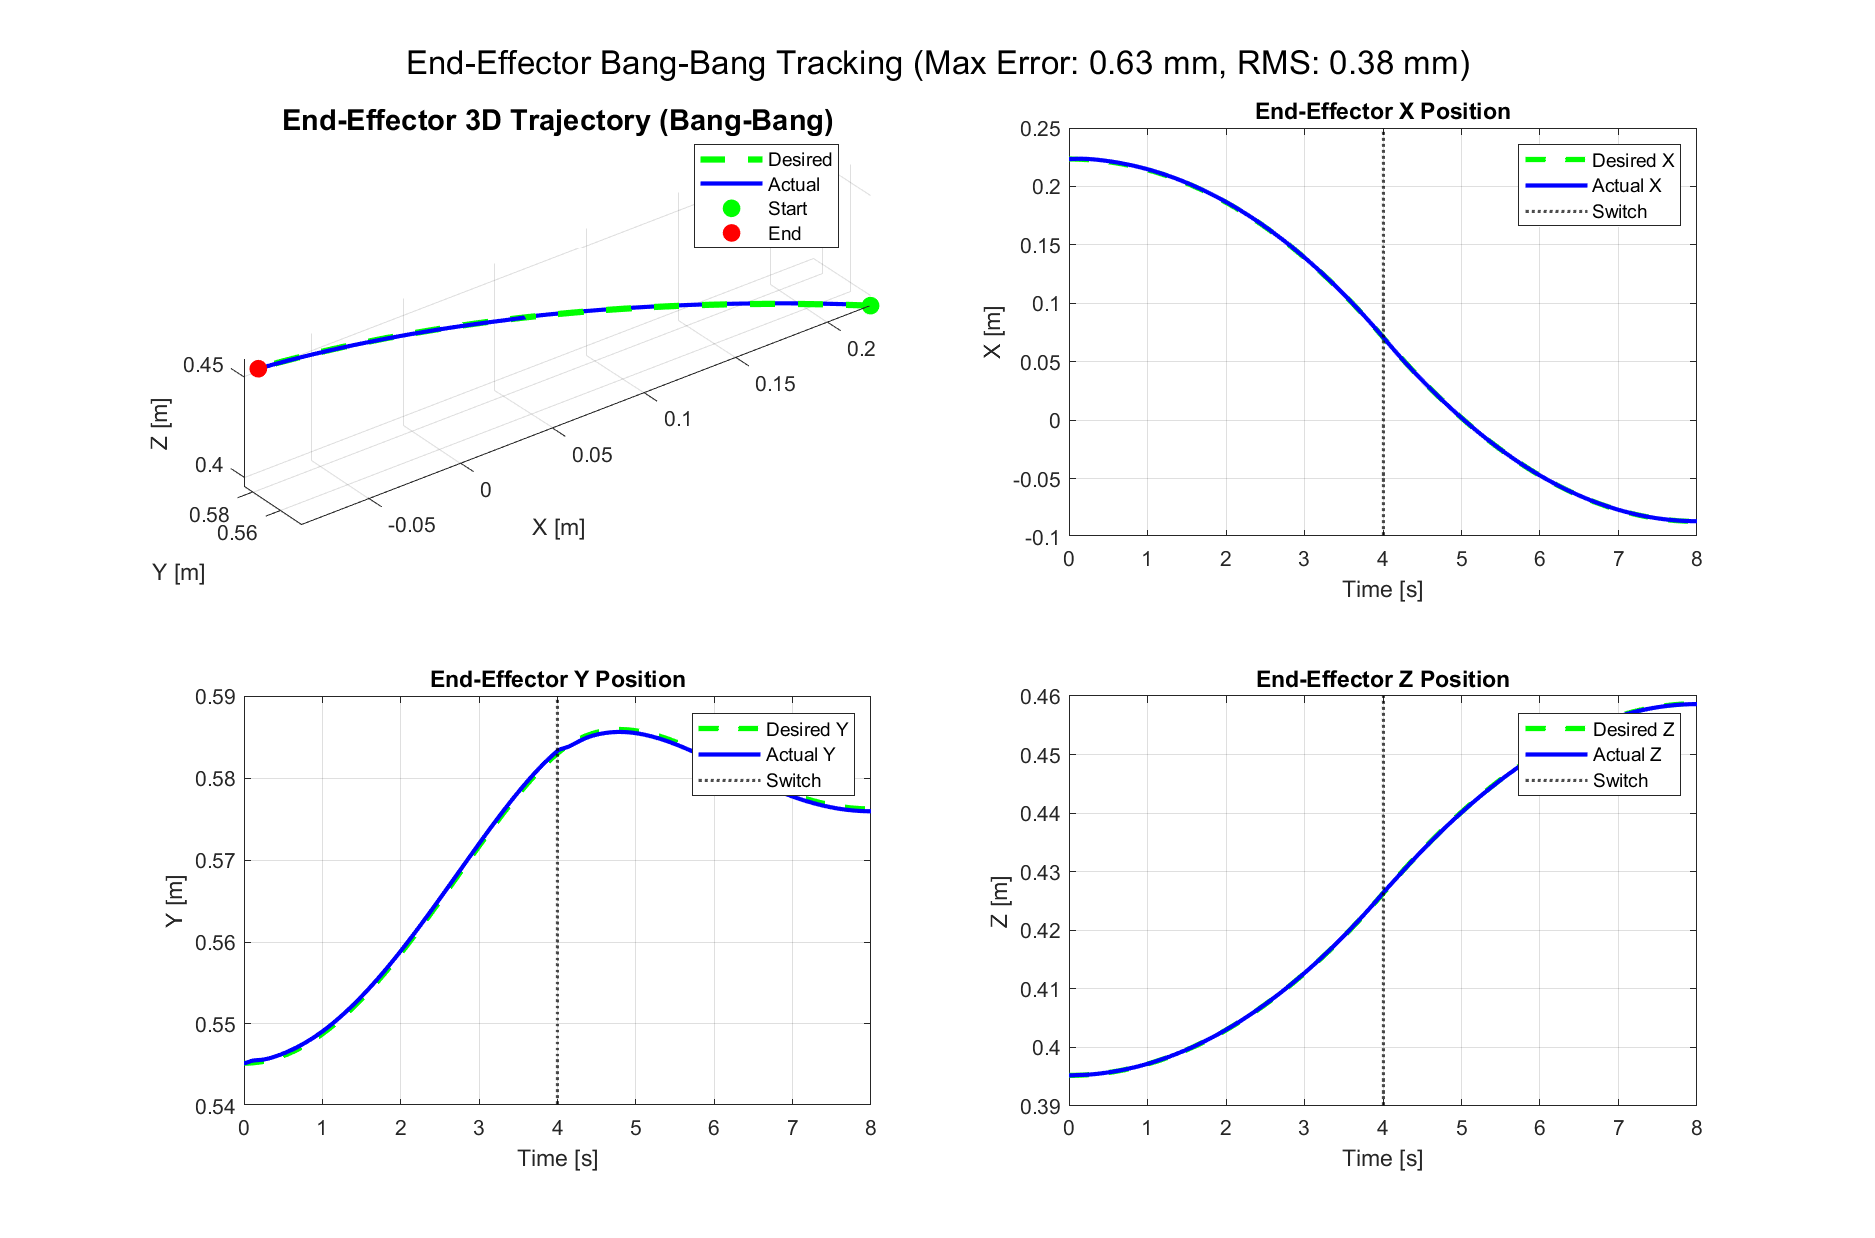 End-Effector Bang-Bang Tracking (Max Error: 0.63 mm, RMS: 0.38 mm)
End-Effector 3D Trajectory (Bang-Bang)
Desired
Actual
Start
End
0.45
0.4
Z [m]
0.58
0.56
Y [m]
-0.05
0
0.05
0.1
0.15
0.2
X [m]
End-Effector X Position
Desired X
Actual X
Switch
0.25
0.2
0.15
0.1
0.05
0
-0.05
-0.1
X [m]
0 1 2 3 4 5 6 7 8
Time [s]
End-Effector Y Position
Desired Y
Actual Y
Switch
0.59
0.58
0.57
0.56
0.55
0.54
Y [m]
0 1 2 3 4 5 6 7 8
Time [s]
End-Effector Z Position
Desired Z
Actual Z
Switch
0.46
0.45
0.44
0.43
0.42
0.41
0.4
0.39
Z [m]
0 1 2 3 4 5 6 7 8
Time [s]